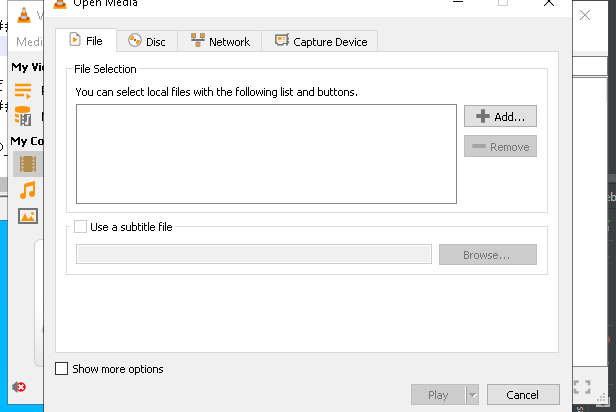 Open Media
Medi
File
Disc
Network
Capture Device
My Vi
File Selection
You can select local files with the following list and buttons.
Add...
Remove
My Co
Use a subtitle file
Browse...
Show more options
Play
Cancel